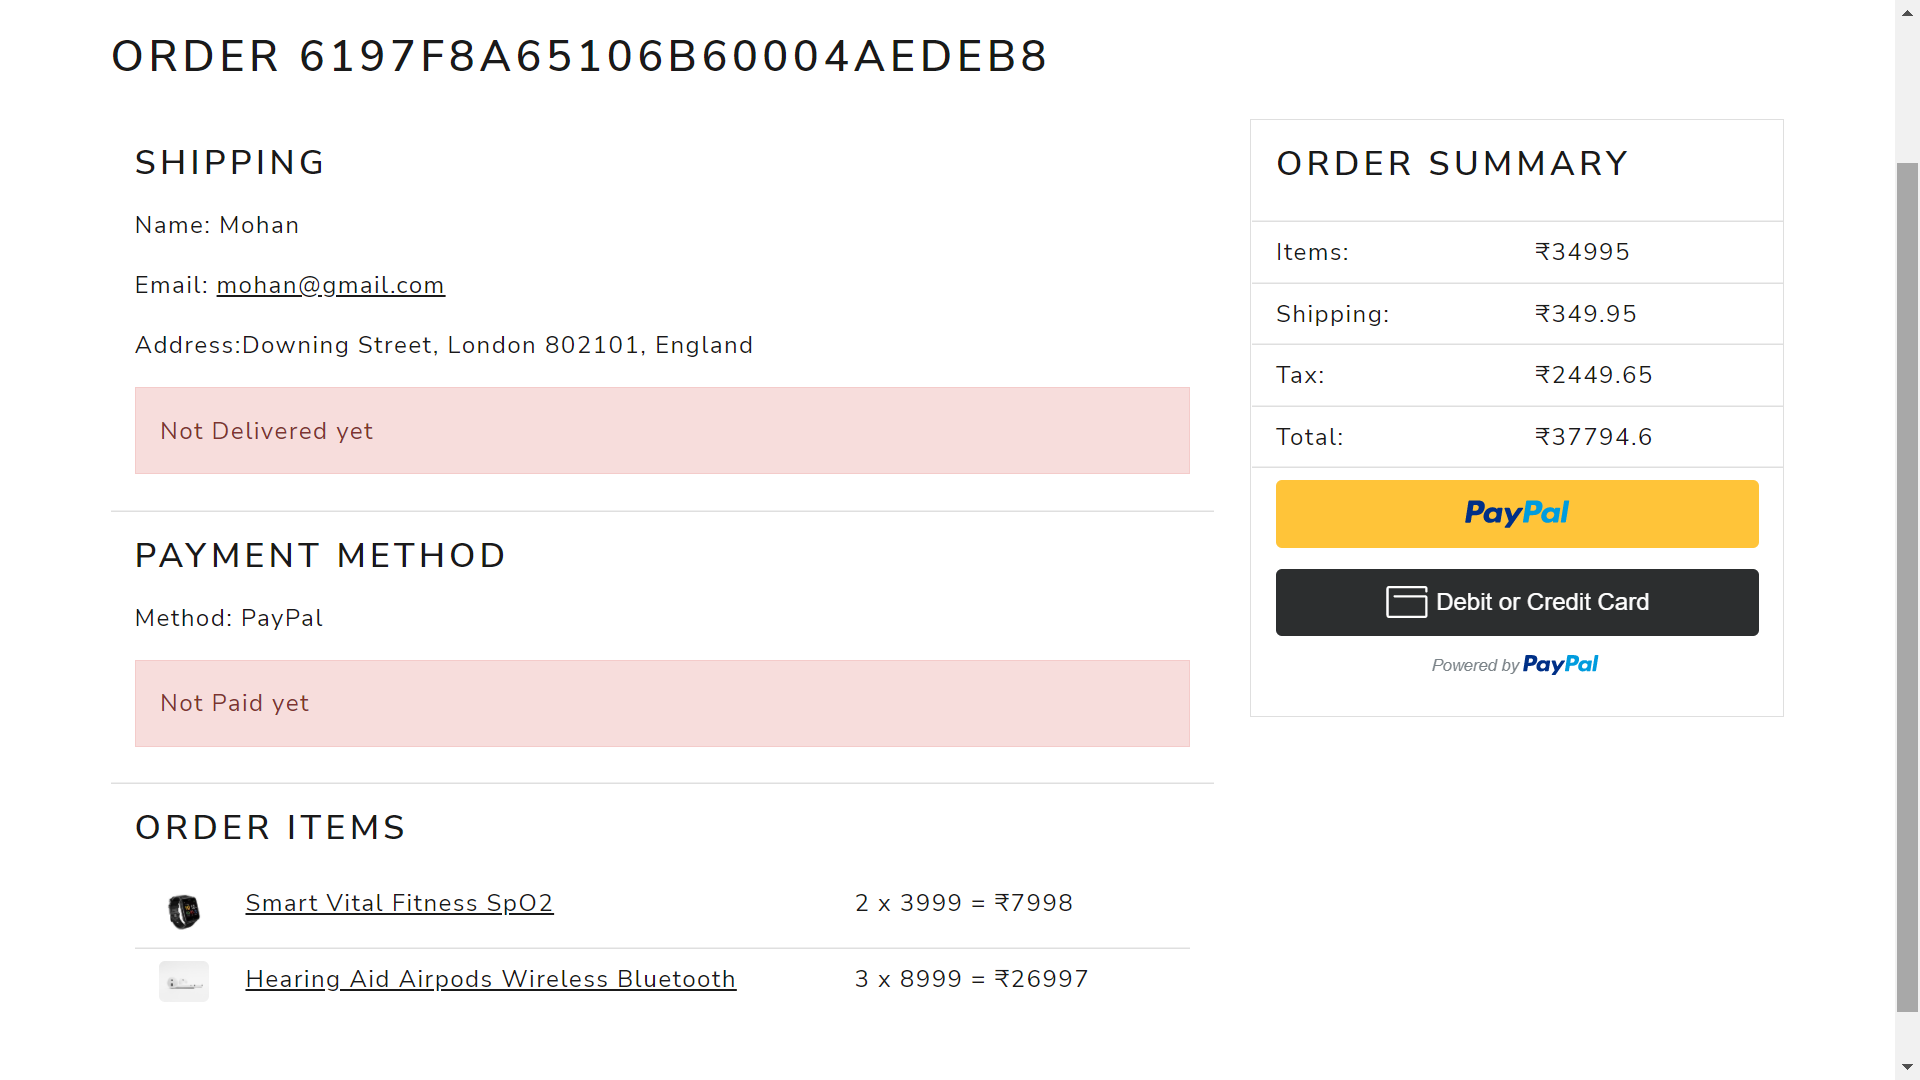 ORDER 6197F8A65106B60004AEDEB8
SHIPPING
Name: Mohan
Email: mohan@gmail.com
Address:Downing Street, London 802101, England
Not Delivered yet
PAYMENT METHOD
Method: PayPal
Not Paid yet
ORDER ITEMS
Smart Vital Fitness SpO2 2 x 3999 = ₹7998
Hearing Aid Airpods Wireless Bluetooth 3 x 8999 = ₹26997
ORDER SUMMARY
Items: ₹34995
Shipping: ₹349.95
Tax: ₹2449.65
Total: ₹37794.6
PayPal
Debit or Credit Card
Powered by PayPal